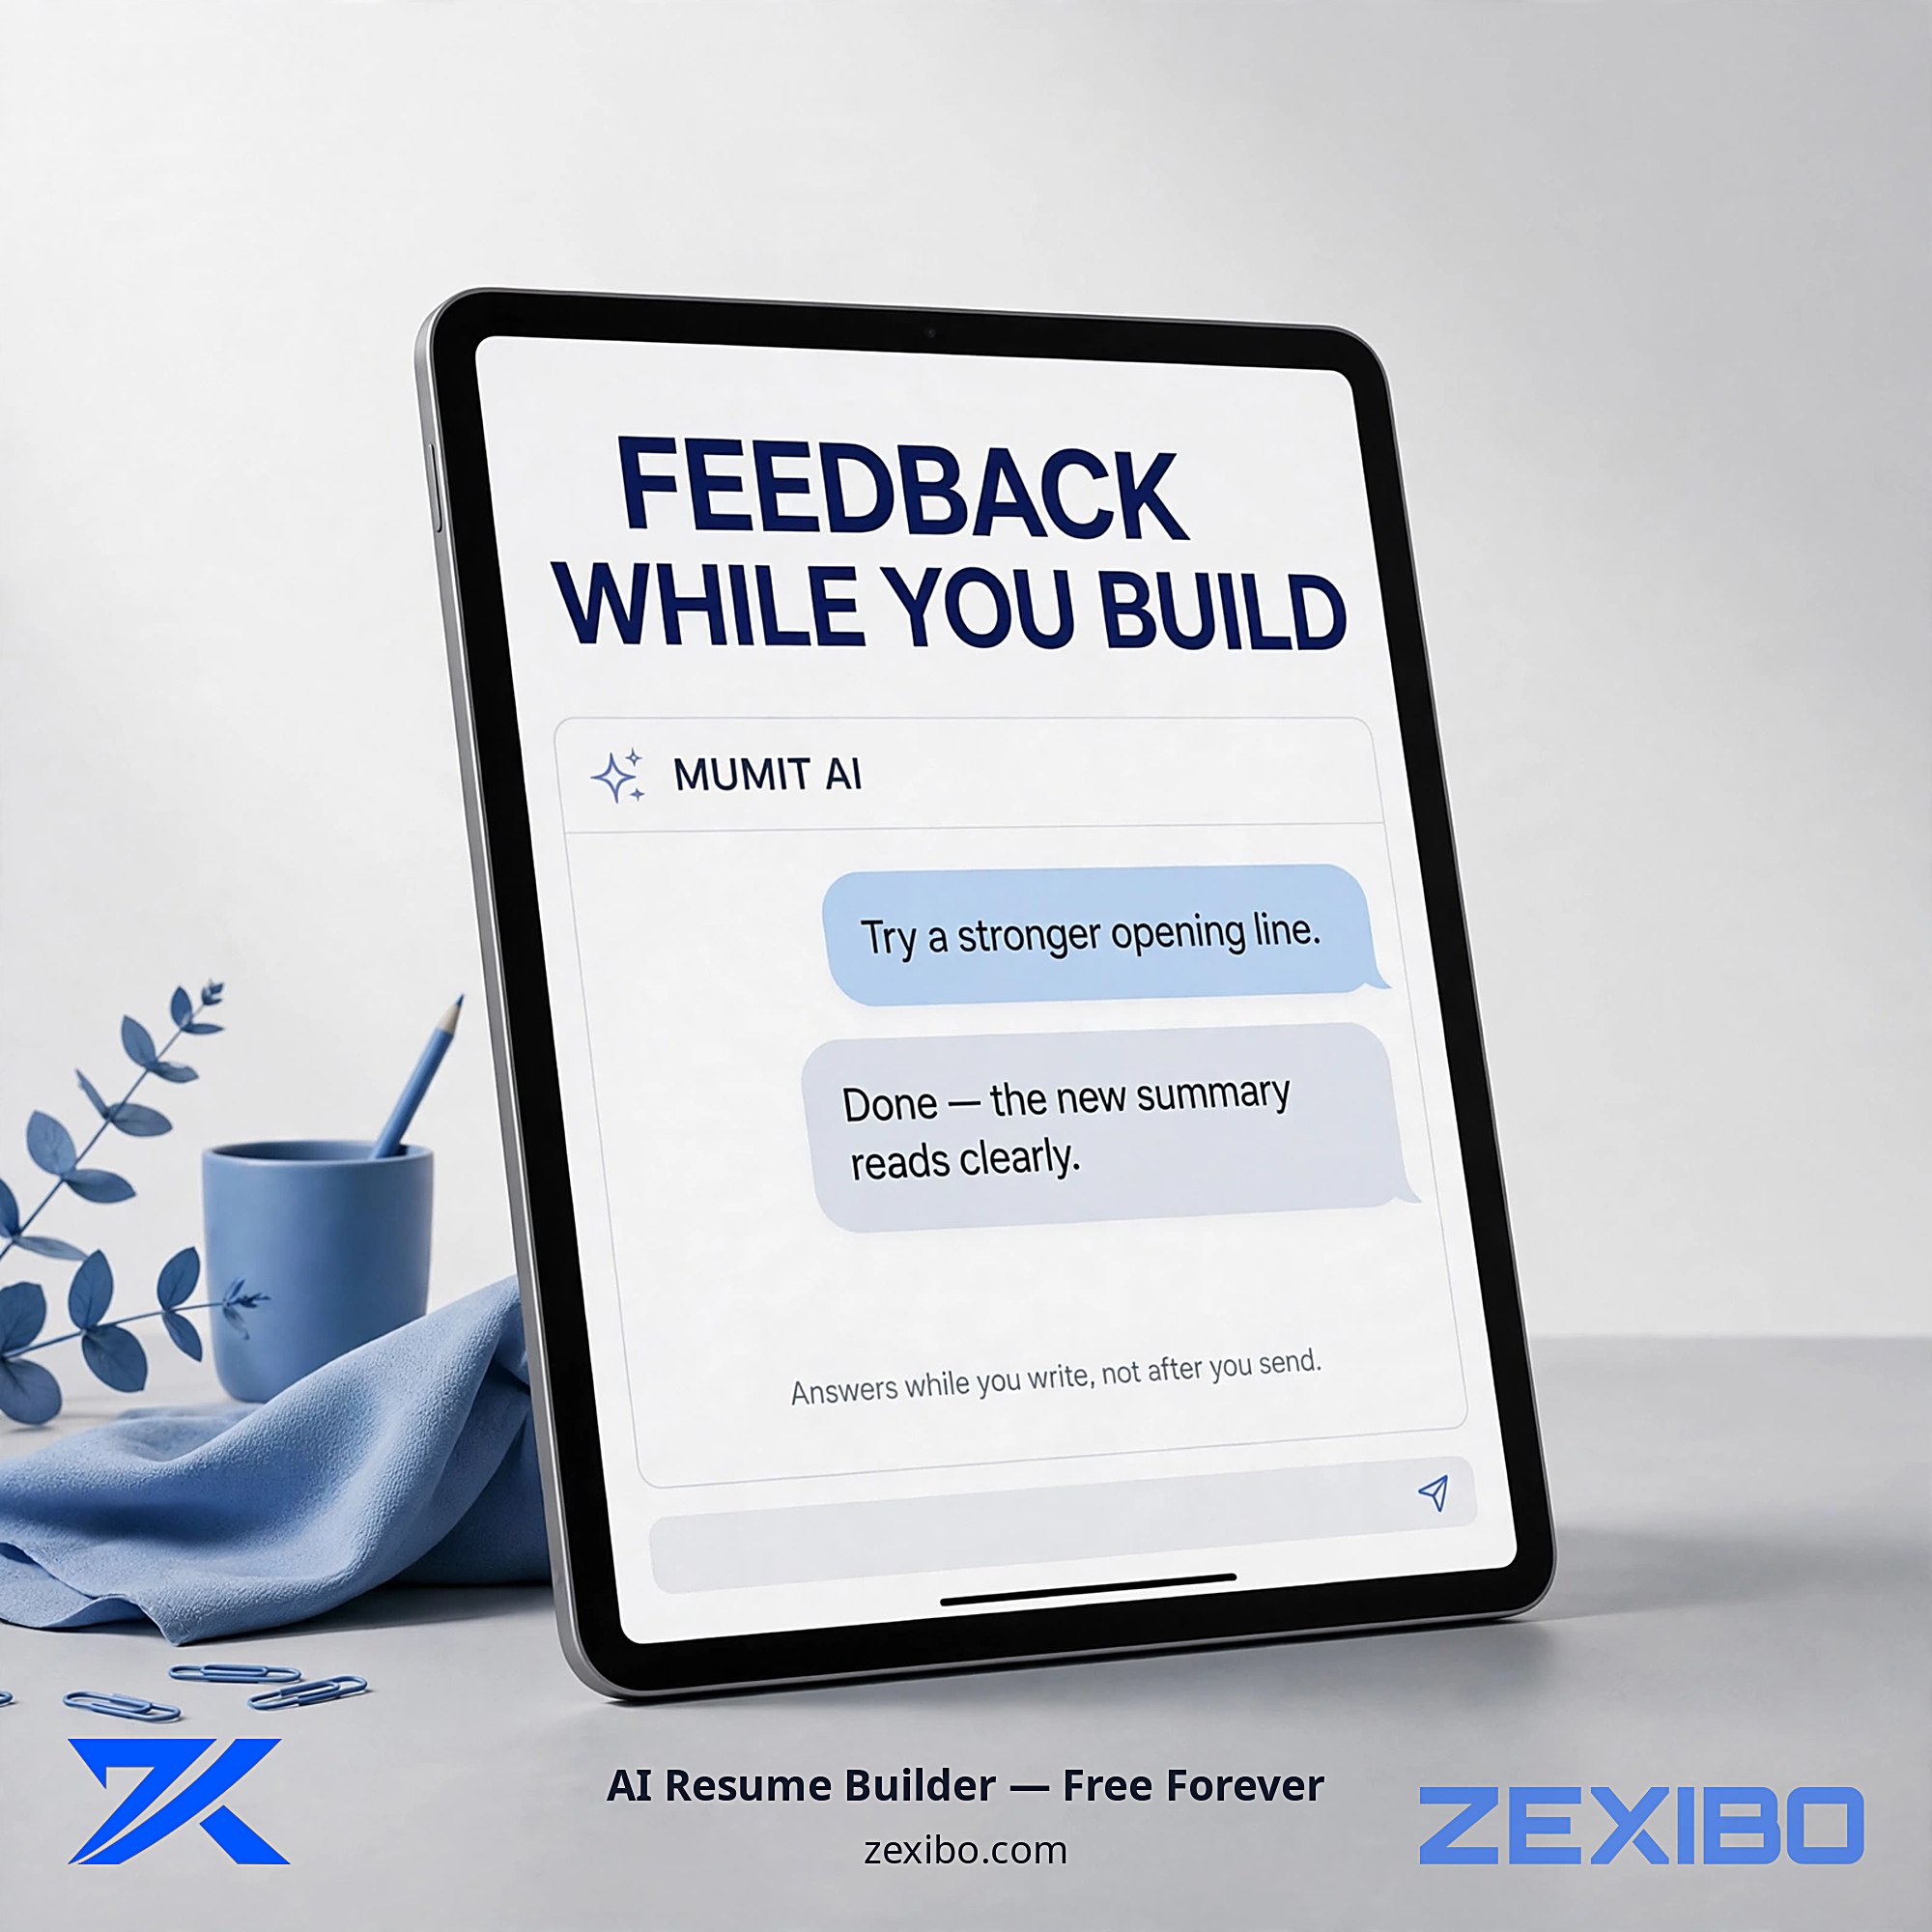 FEEDBACK
WHILE YOU BUILD
MUMIT AI
Try a stronger opening line.
Done — the new summary
reads clearly.
Answers while you write, not after you send.
AI Resume Builder — Free Forever
zexibo.com
ZEXIBO